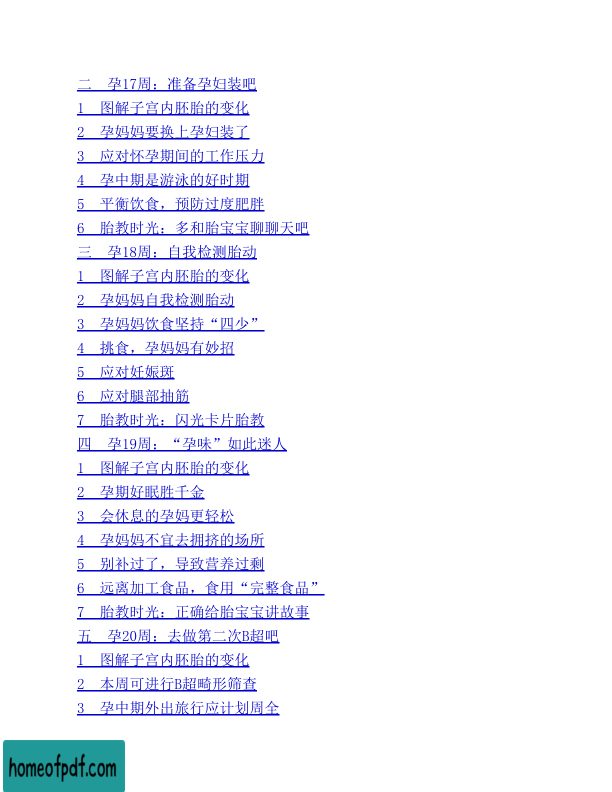 二　孕17周：准备孕妇装吧
1　图解子宫内胚胎的变化
2　孕妈妈要换上孕妇装了
3　应对怀孕期间的工作压力
4　孕中期是游泳的好时期
5　平衡饮食，预防过度肥胖
6　胎教时光：多和胎宝宝聊聊天吧
三　孕18周：自我检测胎动
1　图解子宫内胚胎的变化
2　孕妈妈自我检测胎动
3　孕妈妈饮食坚持“四少”
4　挑食，孕妈妈有妙招
5　应对妊娠斑
6　应对腿部抽筋
7　胎教时光：闪光卡片胎教
四　孕19周：“孕味”如此迷人
1　图解子宫内胚胎的变化
2　孕期好眠胜千金
3　会休息的孕妈更轻松
4　孕妈妈不宜去拥挤的场所
5　别补过了，导致营养过剩
6　远离加工食品，食用“完整食品”
7　胎教时光：正确给胎宝宝讲故事
五　孕20周：去做第二次B超吧
1　图解子宫内胚胎的变化
2　本周可进行B超畸形筛查
3　孕中期外出旅行应计划周全
homeofpdf.com